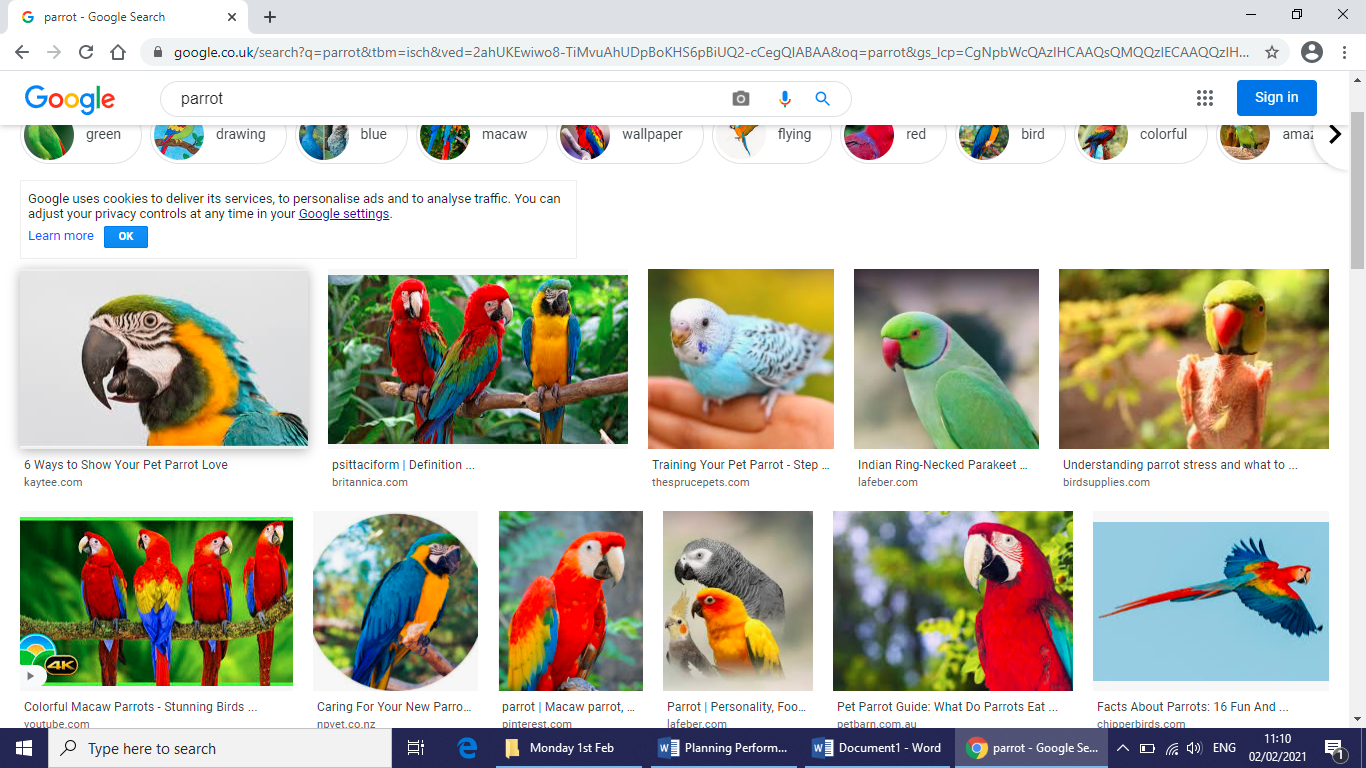 parrot - Google Search
google.co.uk/search?q=parrot&tbm=isch&ved=2ahUKEwiwo8-TiMvuAhUDpBoKHS6pBiUQ2-cCegQIABAA&oq=parrot&gs_lcp=CgNpbWcQAzIHCAAQsQMQQzIECAAQQzIH...
Google
parrot
Sign in
green
drawing
blue
macaw
wallpaper
flying
red
bird
colorful
amaz
Google uses cookies to deliver its services, to personalise ads and to analyse traffic. You can
adjust your privacy controls at any time in your Google settings.
Learn more OK
6 Ways to Show Your Pet Parrot Love
kaytee.com
psittaciform | Definition ...
britannica.com
Training Your Pet Parrot - Step ...
thesprucepets.com
Indian Ring-Necked Parakeet ...
lafeber.com
Understanding parrot stress and what to ...
birdsupplies.com
4K
Colorful Macaw Parrots - Stunning Birds ...
youtube.com
Caring For Your New Parro...
npvet.co.nz
parrot | Macaw parrot, ...
pinterest.com
Parrot | Personality, Foo...
lafeber.com
Pet Parrot Guide: What Do Parrots Eat ...
petbarn.com.au
Facts About Parrots: 16 Fun And ...
chipperbirds.com
Type here to search
Monday 1st Feb
Planning Perform...
Document1 - Word
parrot - Google Se...
ENG
11:10
02/02/2021
1